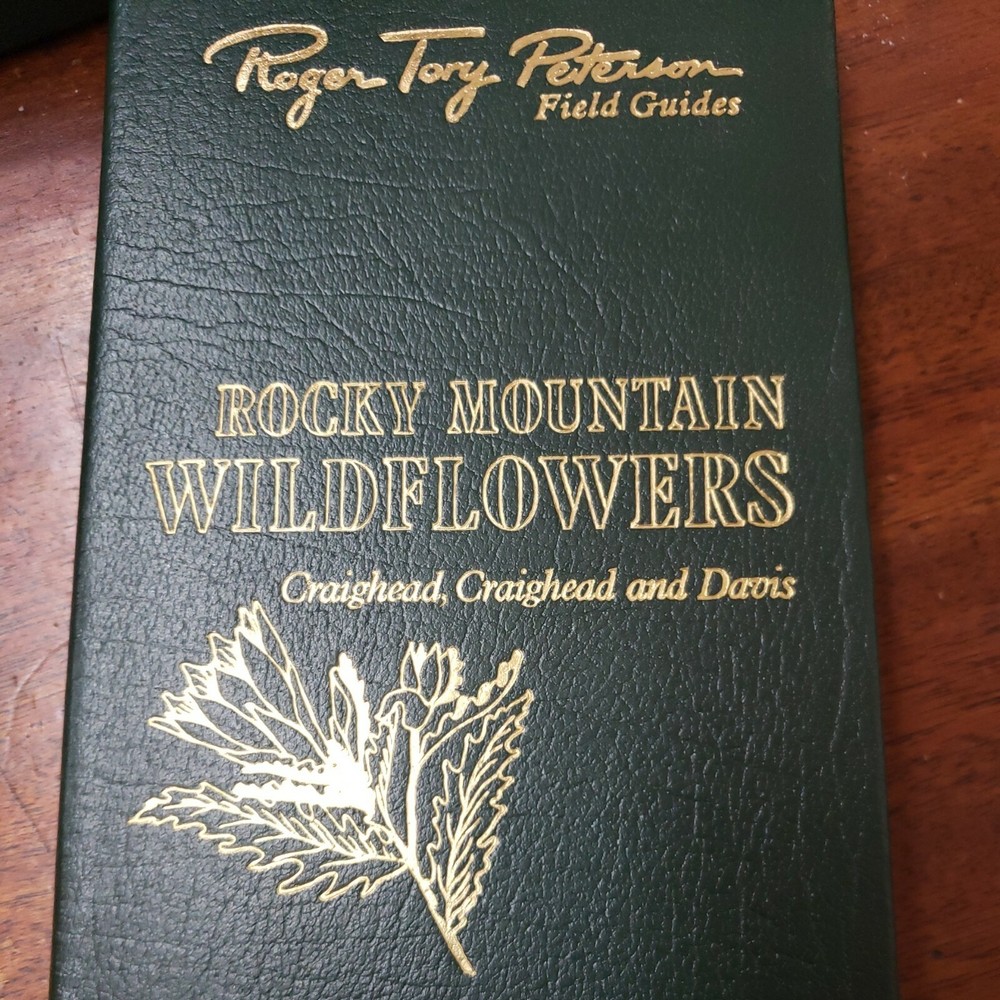 Roger Tory Peterson
Field Guides
ROCKY MOUNTAIN
WILDFLOWERS
Craighead, Craighead and Davis